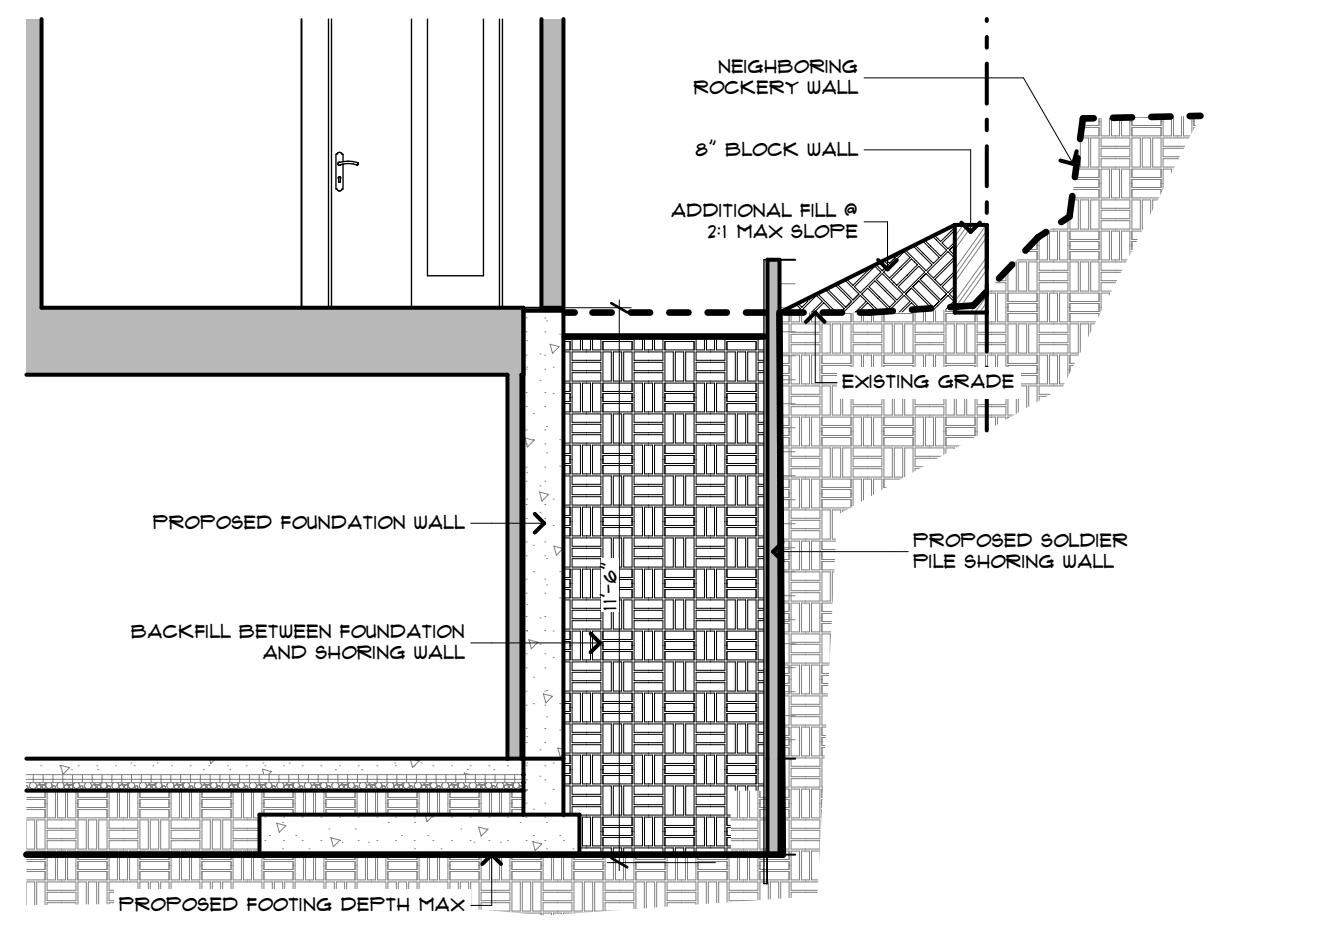 NEIGHBORING
ROCKERY WALL
8" BLOCK WALL
ADDITIONAL FILL @
2:1 MAX SLOPE
EXISTING GRADE
PROPOSED FOUNDATION WALL
PROPOSED SOLDIER
PILE SHORING WALL
11'-6"
BACKFILL BETWEEN FOUNDATION
AND SHORING WALL
PROPOSED FOOTING DEPTH MAX